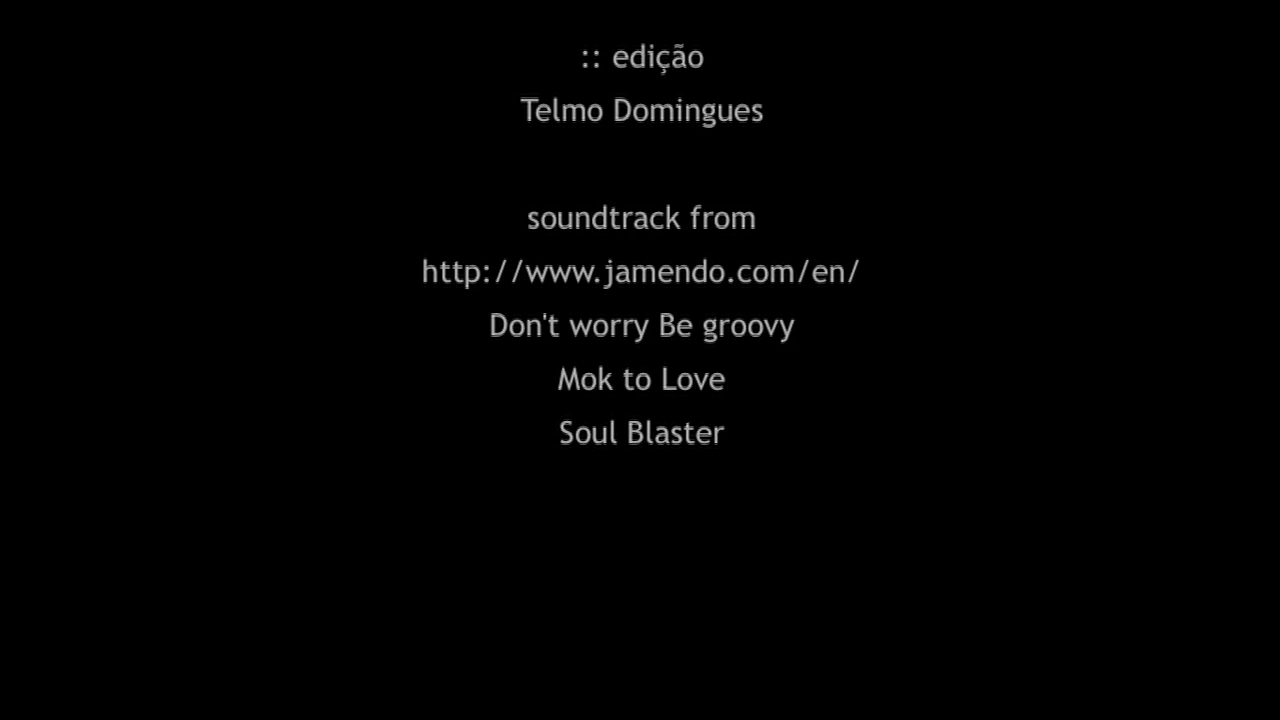 :: edição
Telmo Domingues
soundtrack from
http://www.jamendo.com/en/
Don't worry Be groovy
Mok to Love
Soul Blaster